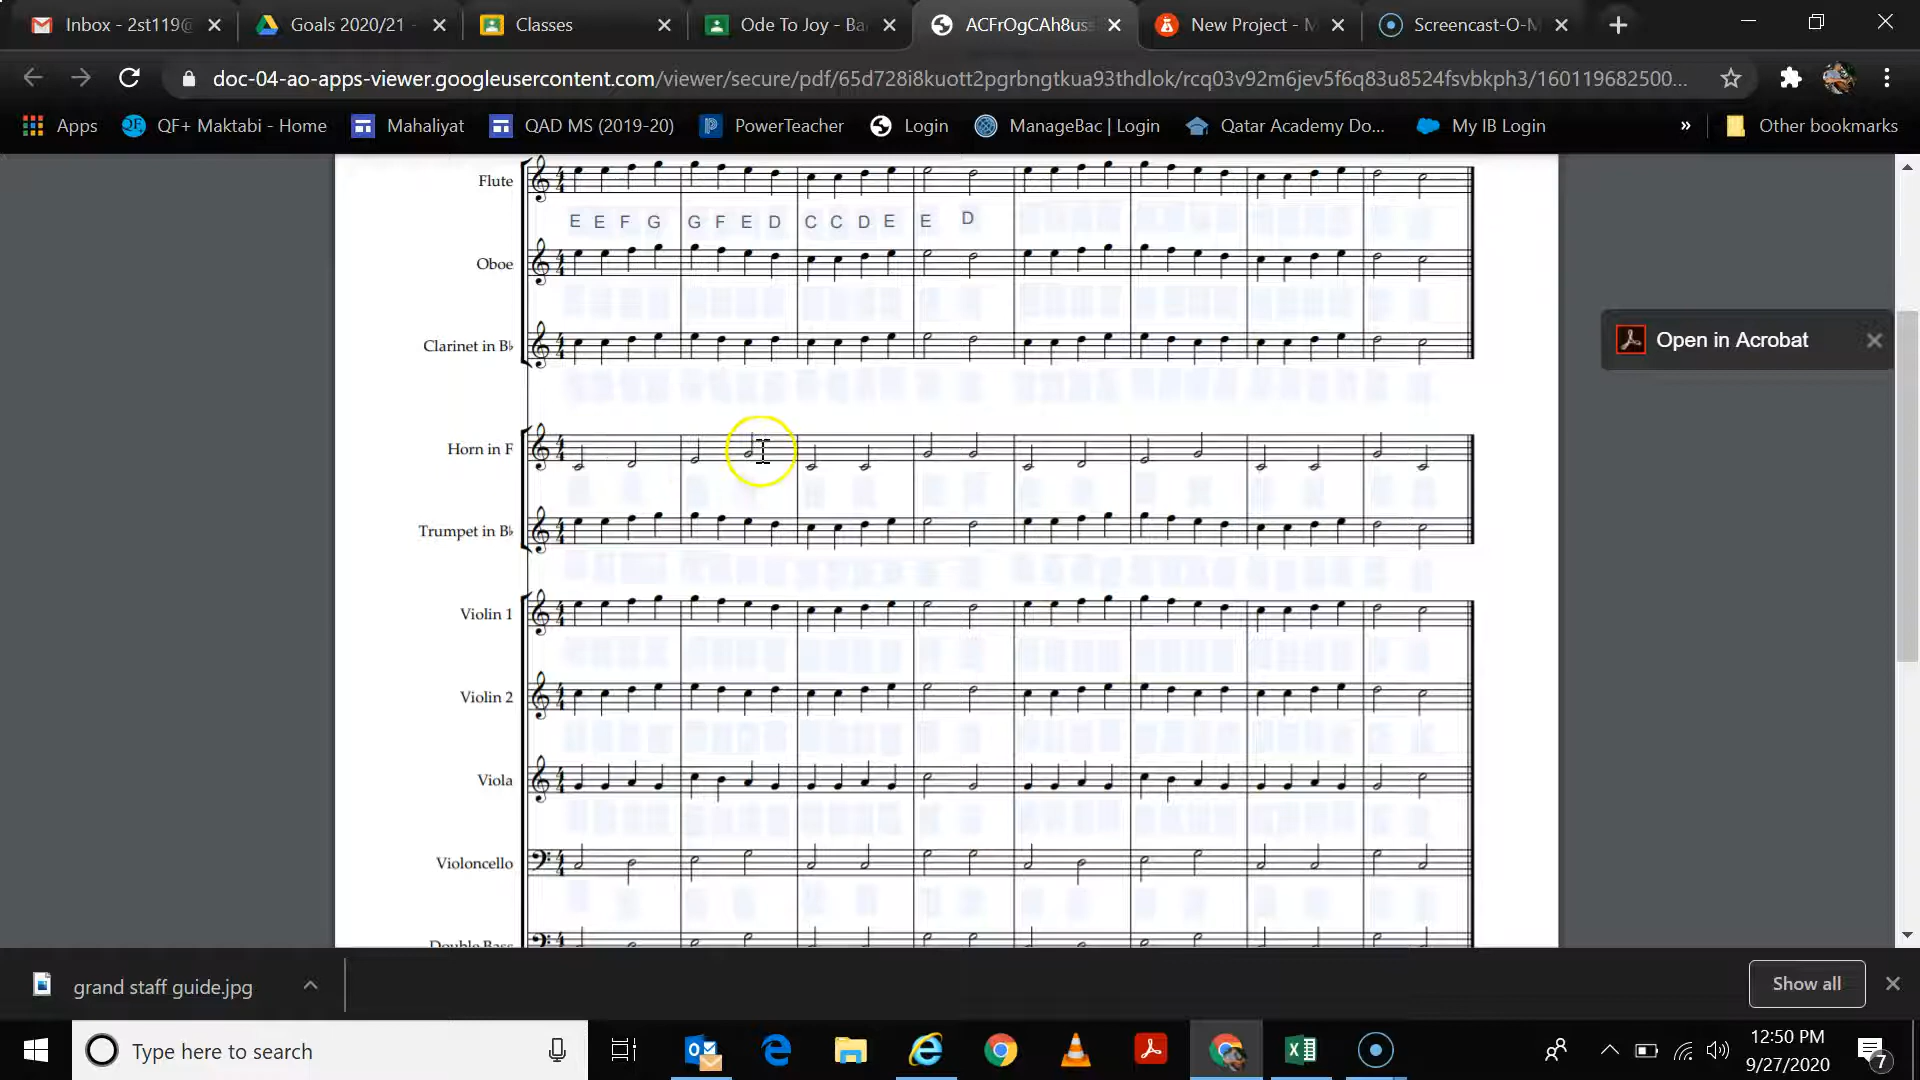 Inbox - 2st119@
Goals 2020/21 -
Classes
Ode To Joy - Ba
ACFrOgCAh8us
New Project - M
Screencast-O-M
doc-04-ao-apps-viewer.googleusercontent.com/viewer/secure/pdf/65d728i8kuott2pgrbngtkua93thdlok/rcq03v92m6jev5f6q83u8524fsvbkph3/160119682500...
Apps
QF+ Maktabi - Home
Mahaliyat
QAD MS (2019-20)
PowerTeacher
Login
ManageBac | Login
Qatar Academy Do...
My IB Login
»
Other bookmarks
Flute
E E F G G F E D C C D E E D
Oboe
Clarinet in B♭
Open in Acrobat
Horn in F
Trumpet in B♭
Violin 1
Violin 2
Viola
Violoncello
Double Bass
grand staff guide.jpg
Show all
Type here to search
12:50 PM
9/27/2020
7